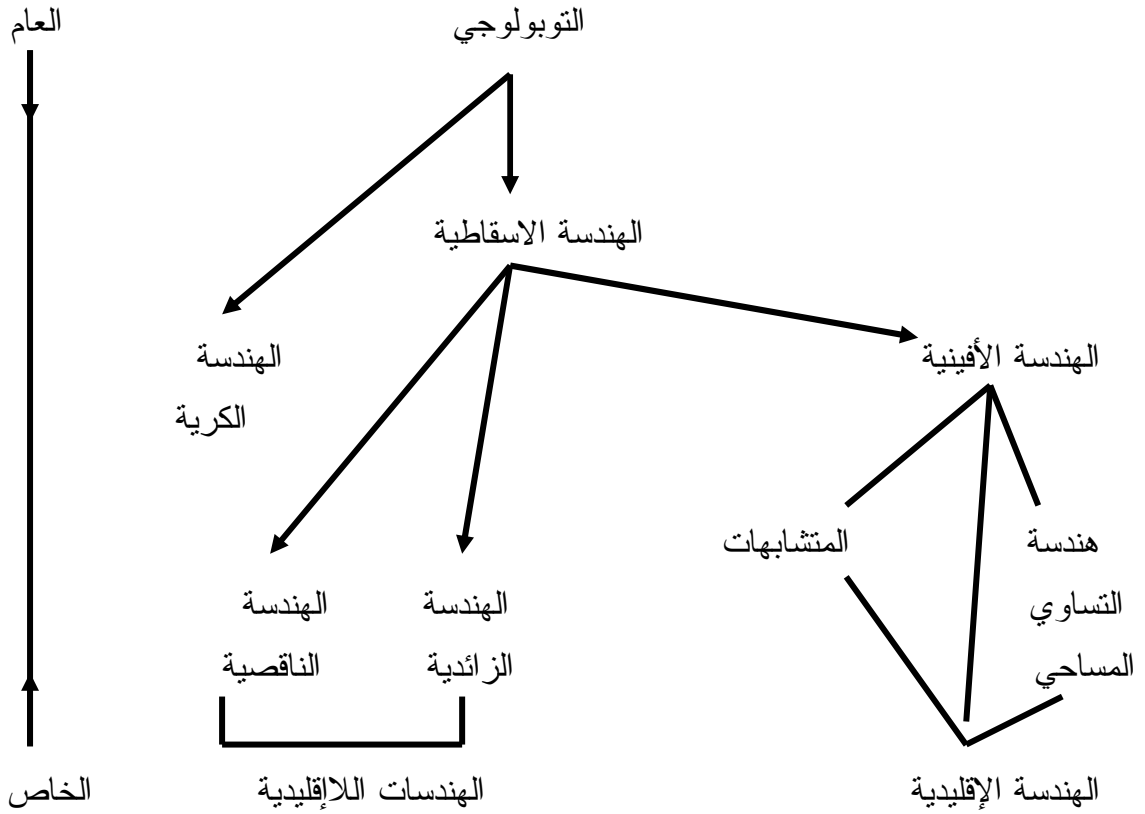 العام
التوبولوجي
الهندسة الاسقاطية
الهندسة الأفينية
الهندسة
الكرية
هندسة
التساوي
المساحي
المتشابهات
الهندسة
الزائدية
الهندسة
الناقصية
الهندسة الإقليدية
الهندسات اللاإقليدية
الخاص